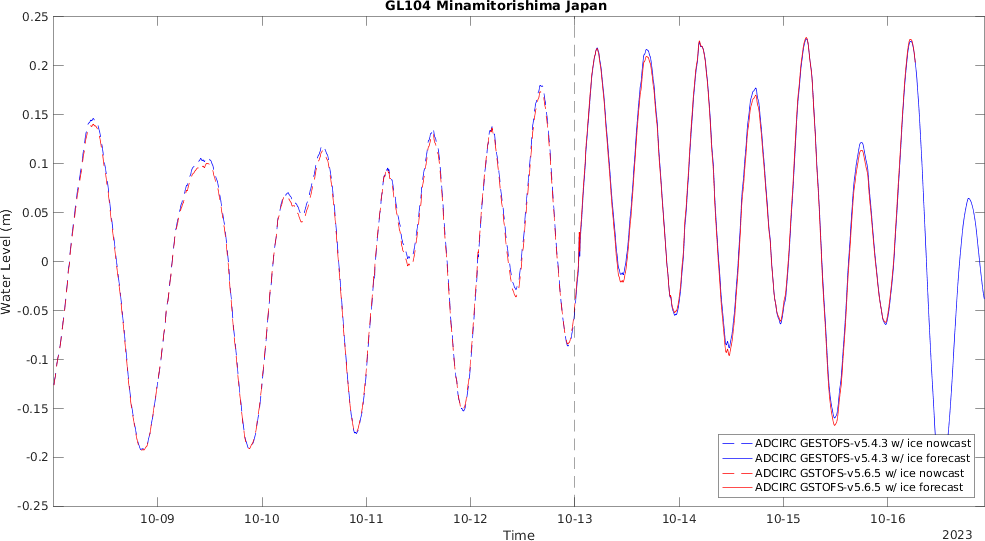 GL104 Minamitorishima Japan
0.25
0.2
0.15
0.1
0.05
0
-0.05
-0.1
-0.15
-0.2
-0.25
Water Level (m)
ADCIRC GESTOFS-v5.4.3 w/ ice nowcast
ADCIRC GESTOFS-v5.4.3 w/ ice forecast
ADCIRC GSTOFS-v5.6.5 w/ ice nowcast
ADCIRC GSTOFS-v5.6.5 w/ ice forecast
10-09 10-10 10-11 10-12 10-13 10-14 10-15 10-16
Time
2023